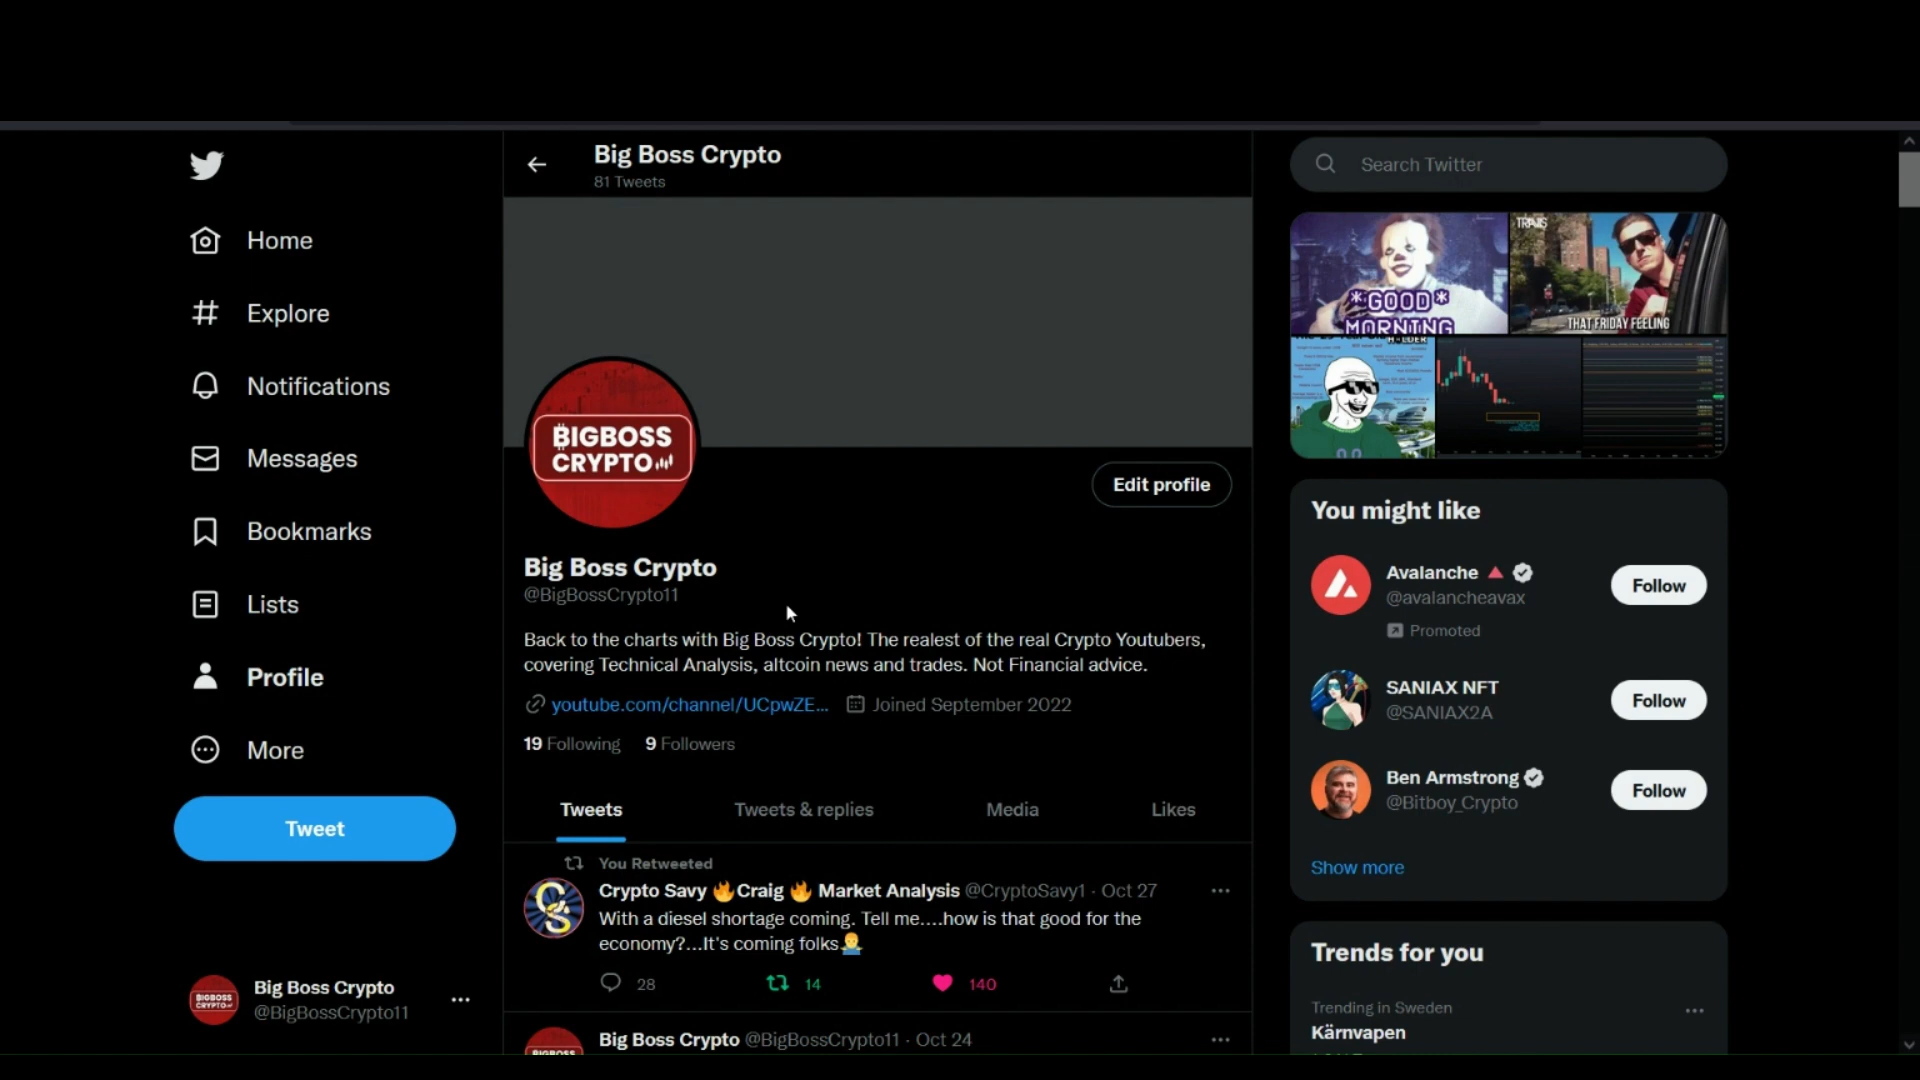 Big Boss Crypto
81 Tweets
Home
Explore
Notifications
Messages
Bookmarks
Lists
Profile
More
Tweet
Big Boss Crypto
@BigBossCrypto11
BIGBOSS
CRYPTO
Edit profile
Big Boss Crypto
@BigBossCrypto11
Back to the charts with Big Boss Crypto! The realest of the real Crypto Youtubers,
covering Technical Analysis, altcoin news and trades. Not Financial advice.
youtube.com/channel/UCpwZE... Joined September 2022
19 Following 9 Followers
Tweets Tweets & replies Media Likes
You Retweeted
Crypto Savy 🔥Craig 🔥 Market Analysis @CryptoSavy1 · Oct 27
With a diesel shortage coming. Tell me....how is that good for the
economy?...It's coming folks🤷‍♂️
28 14 140
Big Boss Crypto @BigBossCrypto11 · Oct 24
BIGBOSS
Search Twitter
*GOOD*
MORNING
TRAVIS
THAT FRIDAY FEELING
You might like
Avalanche
@avalancheavax
Promoted
Follow
SANIAX NFT
@SANIAX2A
Follow
Ben Armstrong
@Bitboy_Crypto
Follow
Show more
Trends for you
Trending in Sweden
Kärnvapen